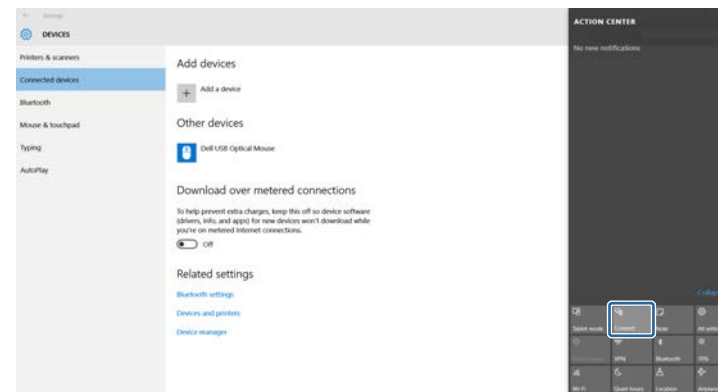 Settings
DEVICES
Printers & scanners
Connected devices
Bluetooth
Mouse & touchpad
Typing
AutoPlay
Add devices
Add a device
Other devices
Dell USB Optical Mouse
Download over metered connections
To help prevent extra charges, keep this off so device software
(drivers, info, and apps) for new devices won't download while
you're on metered Internet connections.
Off
Related settings
Bluetooth settings
Devices and printers
Device manager
ACTION CENTER
No new notifications
Collap
Tablet mode Connect Note All setti
VPN Bluetooth 70%
Wi-Fi Quiet hours Location Airplane